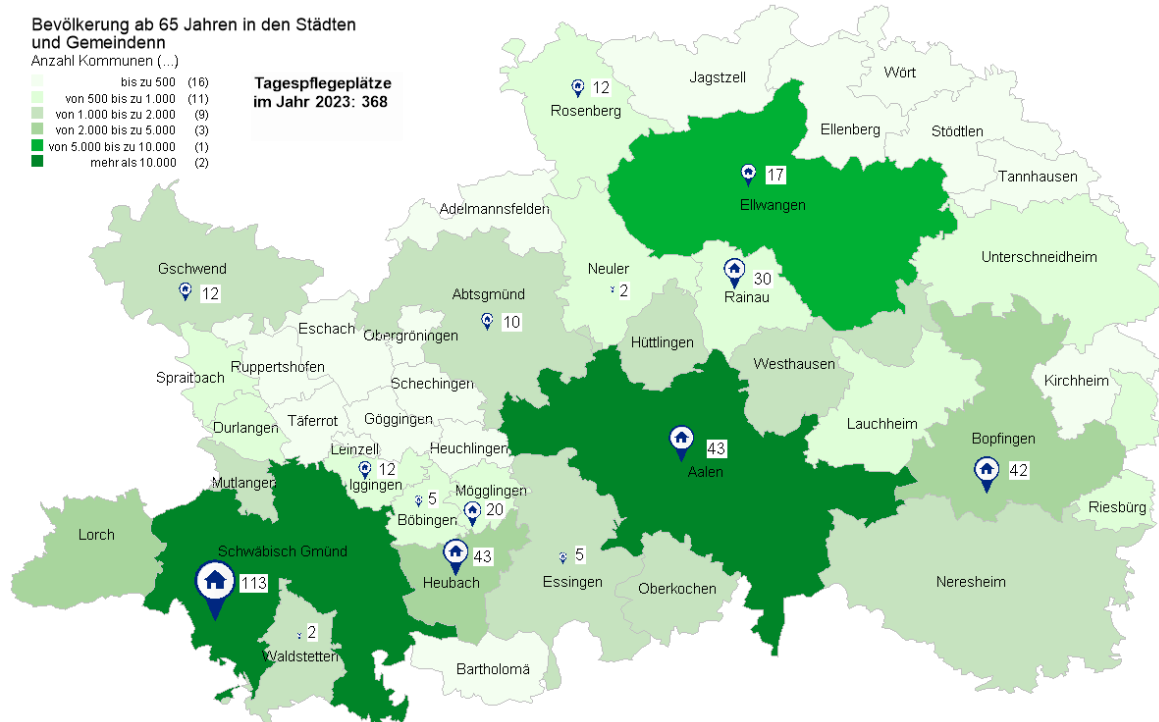 Bevölkerung ab 65 Jahren in den Städten
und Gemeindenn
Anzahl Kommunen (...)
bis zu 500 (16)
von 500 bis zu 1.000 (11)
von 1.000 bis zu 2.000 (9)
von 2.000 bis zu 5.000 (3)
von 5.000 bis zu 10.000 (1)
mehr als 10.000 (2)
Tagespflegeplätze
im Jahr 2023: 368
Jagstzell
Wört
12
Rosenberg
Ellenberg
Stödtlen
17
Tannhausen
Ellwangen
Adelmannsfelden
Unterschneidheim
Gschwend
12
Neuler
2
30
Rainau
Abtsgmünd
10
Eschach
Obergröningen
Hüttlingen
Westhausen
Ruppertshofen
Spraitbach
Schechingen
Kirchheim
Täferrot
Göggingen
Durlangen
Lauchheim
Bopfingen
43
Aalen
42
Leinzell
Heuchlingen
12
Iggingen
Mutlangen
5
Böbingen
Mögglingen
20
Riesbürg
Lorch
Schwäbisch Gmünd
113
43
Heubach
5
Essingen
Oberkochen
Neresheim
2
Waldstetten
Bartholomä